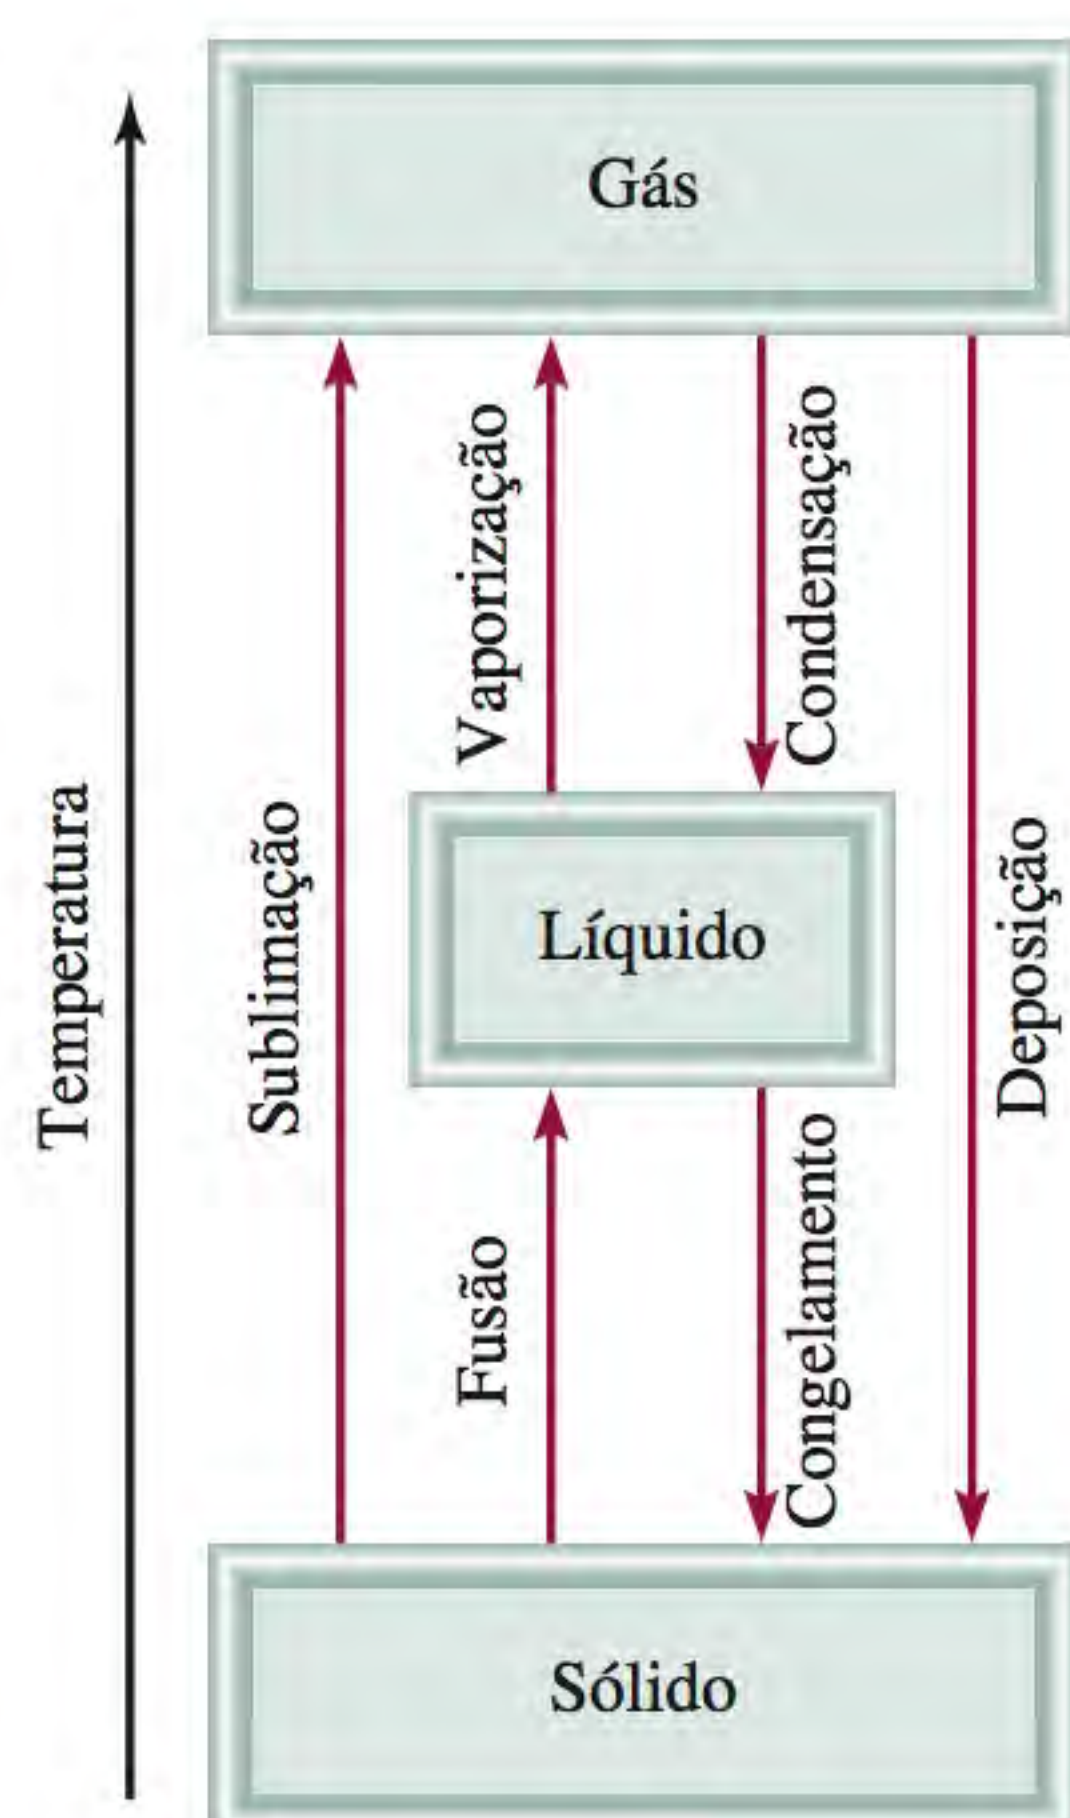 Gás
Temperatura
Sublimação
Vaporização
Condensação
Deposição
Líquido
Fusão
Congelamento
Sólido